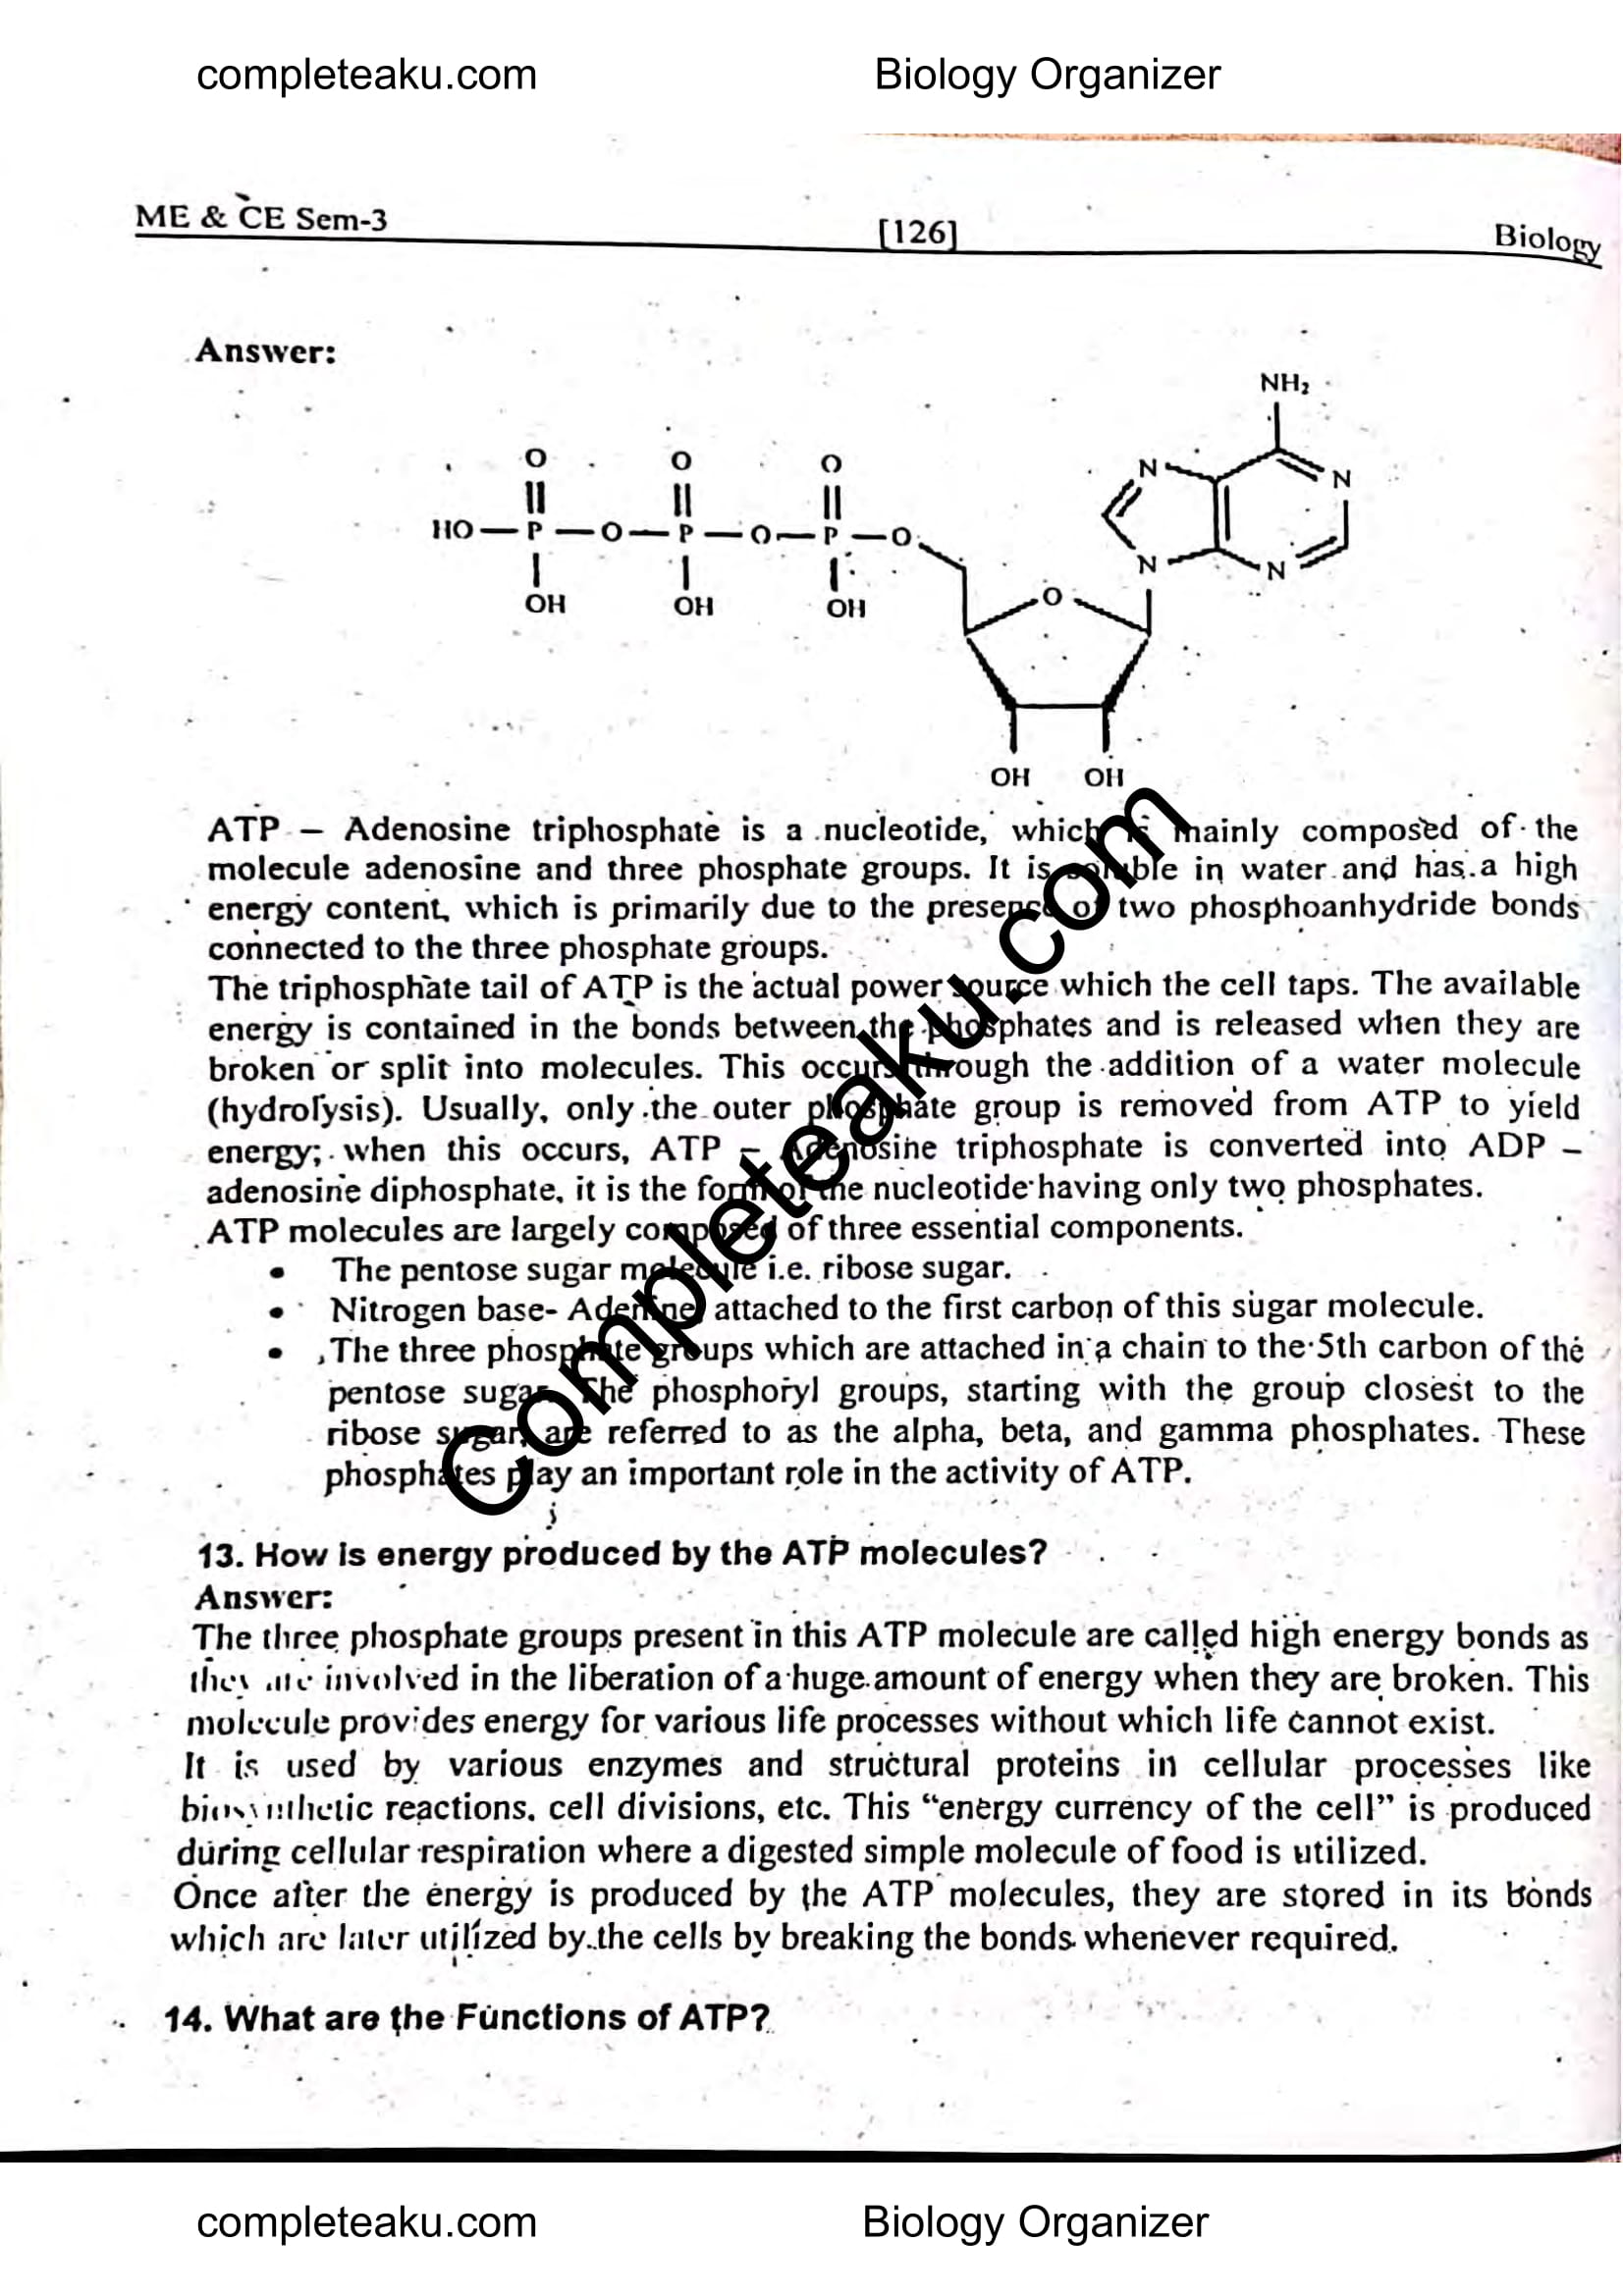 completeaku.com Biology Organizer
ME & CE Sem-3 [126] Biology
Answer:
NH₂
O O O N N
HO P O P O P O N N
OH OH OH O
OH OH
ATP – Adenosine triphosphate is a nucleotide, which is mainly composed of the
molecule adenosine and three phosphate groups. It is soluble in water and has a high
energy content, which is primarily due to the presence of two phosphoanhydride bonds
connected to the three phosphate groups.
The triphosphate tail of ATP is the actual power source which the cell taps. The available
energy is contained in the bonds between the phosphates and is released when they are
broken or split into molecules. This occurs through the addition of a water molecule
(hydrolysis). Usually, only the outer phosphate group is removed from ATP to yield
energy; when this occurs, ATP – Adenosine triphosphate is converted into ADP –
adenosine diphosphate, it is the form of the nucleotide having only two phosphates.
ATP molecules are largely composed of three essential components.
• The pentose sugar molecule i.e. ribose sugar.
• Nitrogen base- Adenine, attached to the first carbon of this sugar molecule.
• The three phosphate groups which are attached in a chain to the 5th carbon of the
pentose sugar. The phosphoryl groups, starting with the group closest to the
ribose sugar, are referred to as the alpha, beta, and gamma phosphates. These
phosphates play an important role in the activity of ATP.
Completeaku.com
13. How is energy produced by the ATP molecules?
Answer:
The three phosphate groups present in this ATP molecule are called high energy bonds as
they are involved in the liberation of a huge amount of energy when they are broken. This
molecule provides energy for various life processes without which life cannot exist.
It is used by various enzymes and structural proteins in cellular processes like
biosynthetic reactions, cell divisions, etc. This “energy currency of the cell” is produced
during cellular respiration where a digested simple molecule of food is utilized.
Once after the energy is produced by the ATP molecules, they are stored in its bonds
which are later utilized by the cells by breaking the bonds whenever required.
14. What are the Functions of ATP?
completeaku.com Biology Organizer